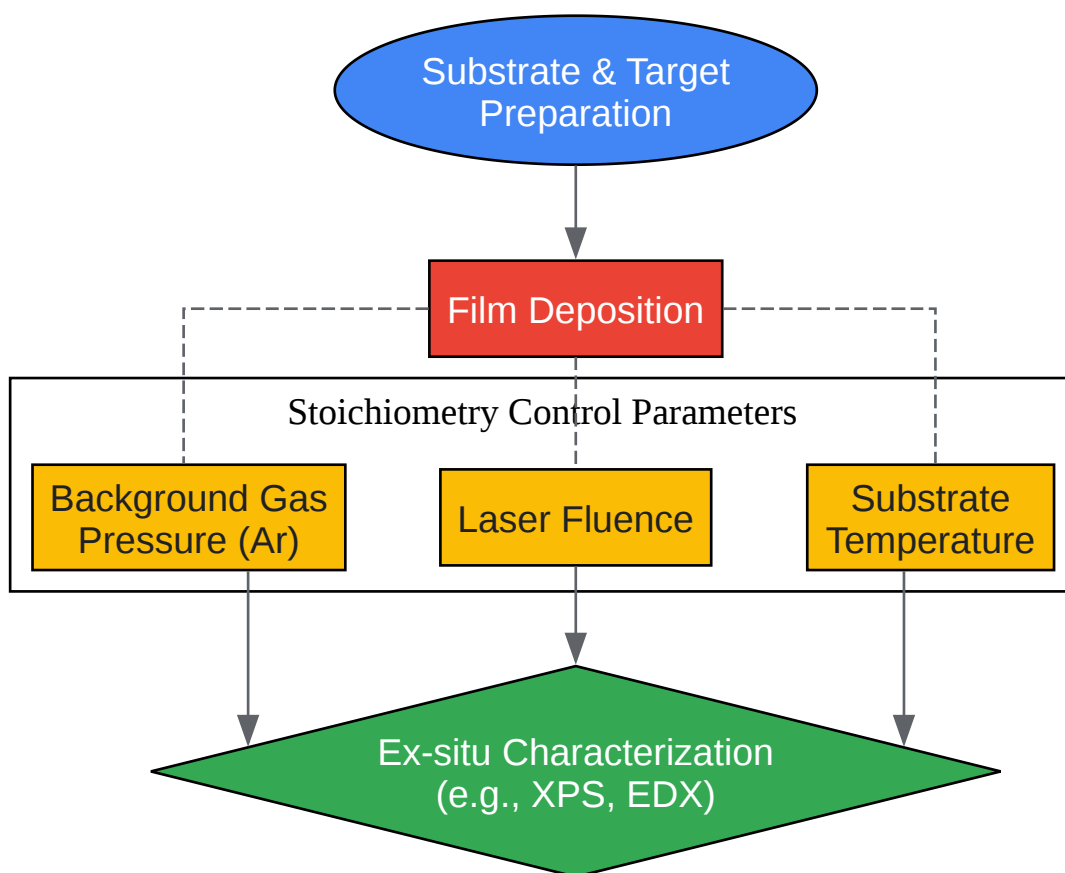 Substrate & Target
Preparation
Film Deposition
Stoichiometry Control Parameters
Background Gas
Pressure (Ar)
Laser Fluence
Substrate
Temperature
Ex-situ Characterization
(e.g., XPS, EDX)